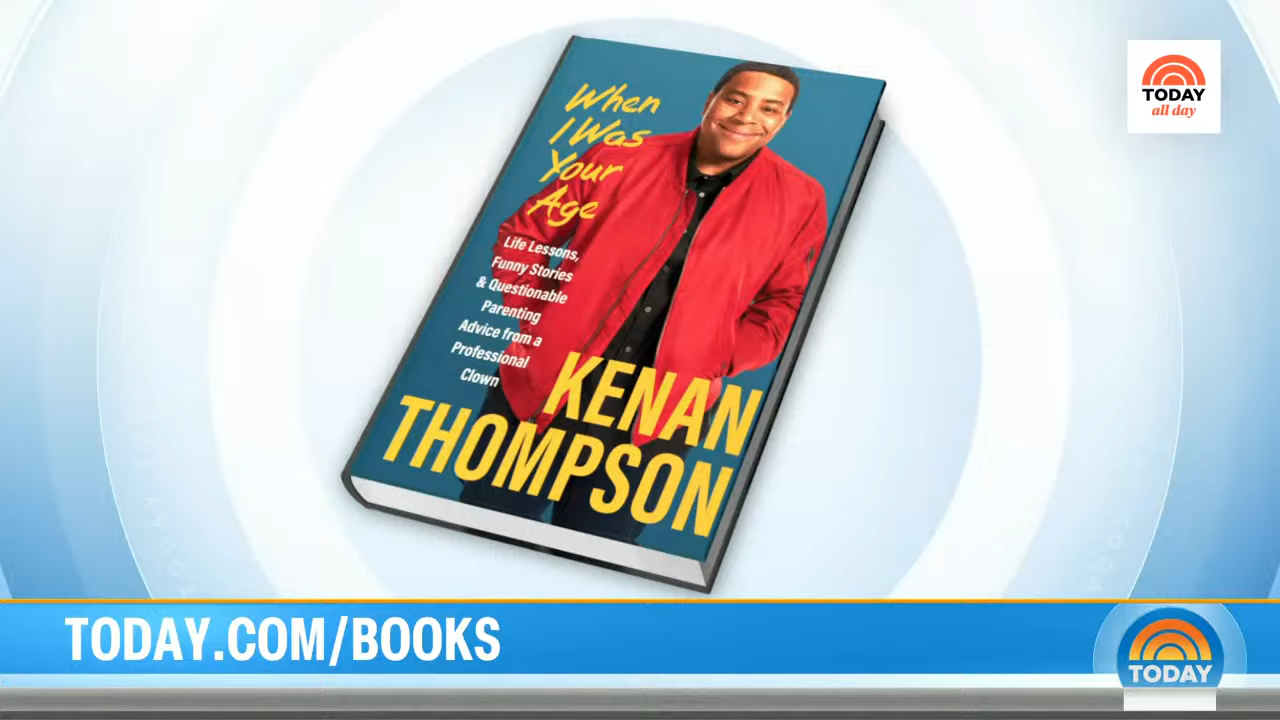 When
I Was
Your
Age
Life Lessons,
Funny Stories
& Questionable
Parenting
Advice from a
Professional
Clown
KENAN
THOMPSON
TODAY
all day
TODAY.COM/BOOKS
TODAY